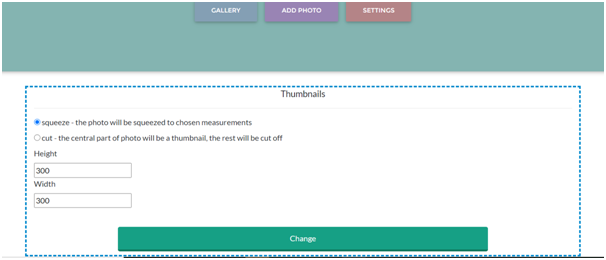 GALLERY ADD PHOTO SETTINGS
Thumbnails
squeeze - the photo will be squeezed to chosen measurements
cut - the central part of photo will be a thumbnail, the rest will be cut off
Height
300
Width
300
Change